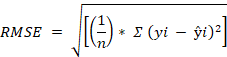 RMSE = √[(1/n) * Σ (yi − ŷi)²]